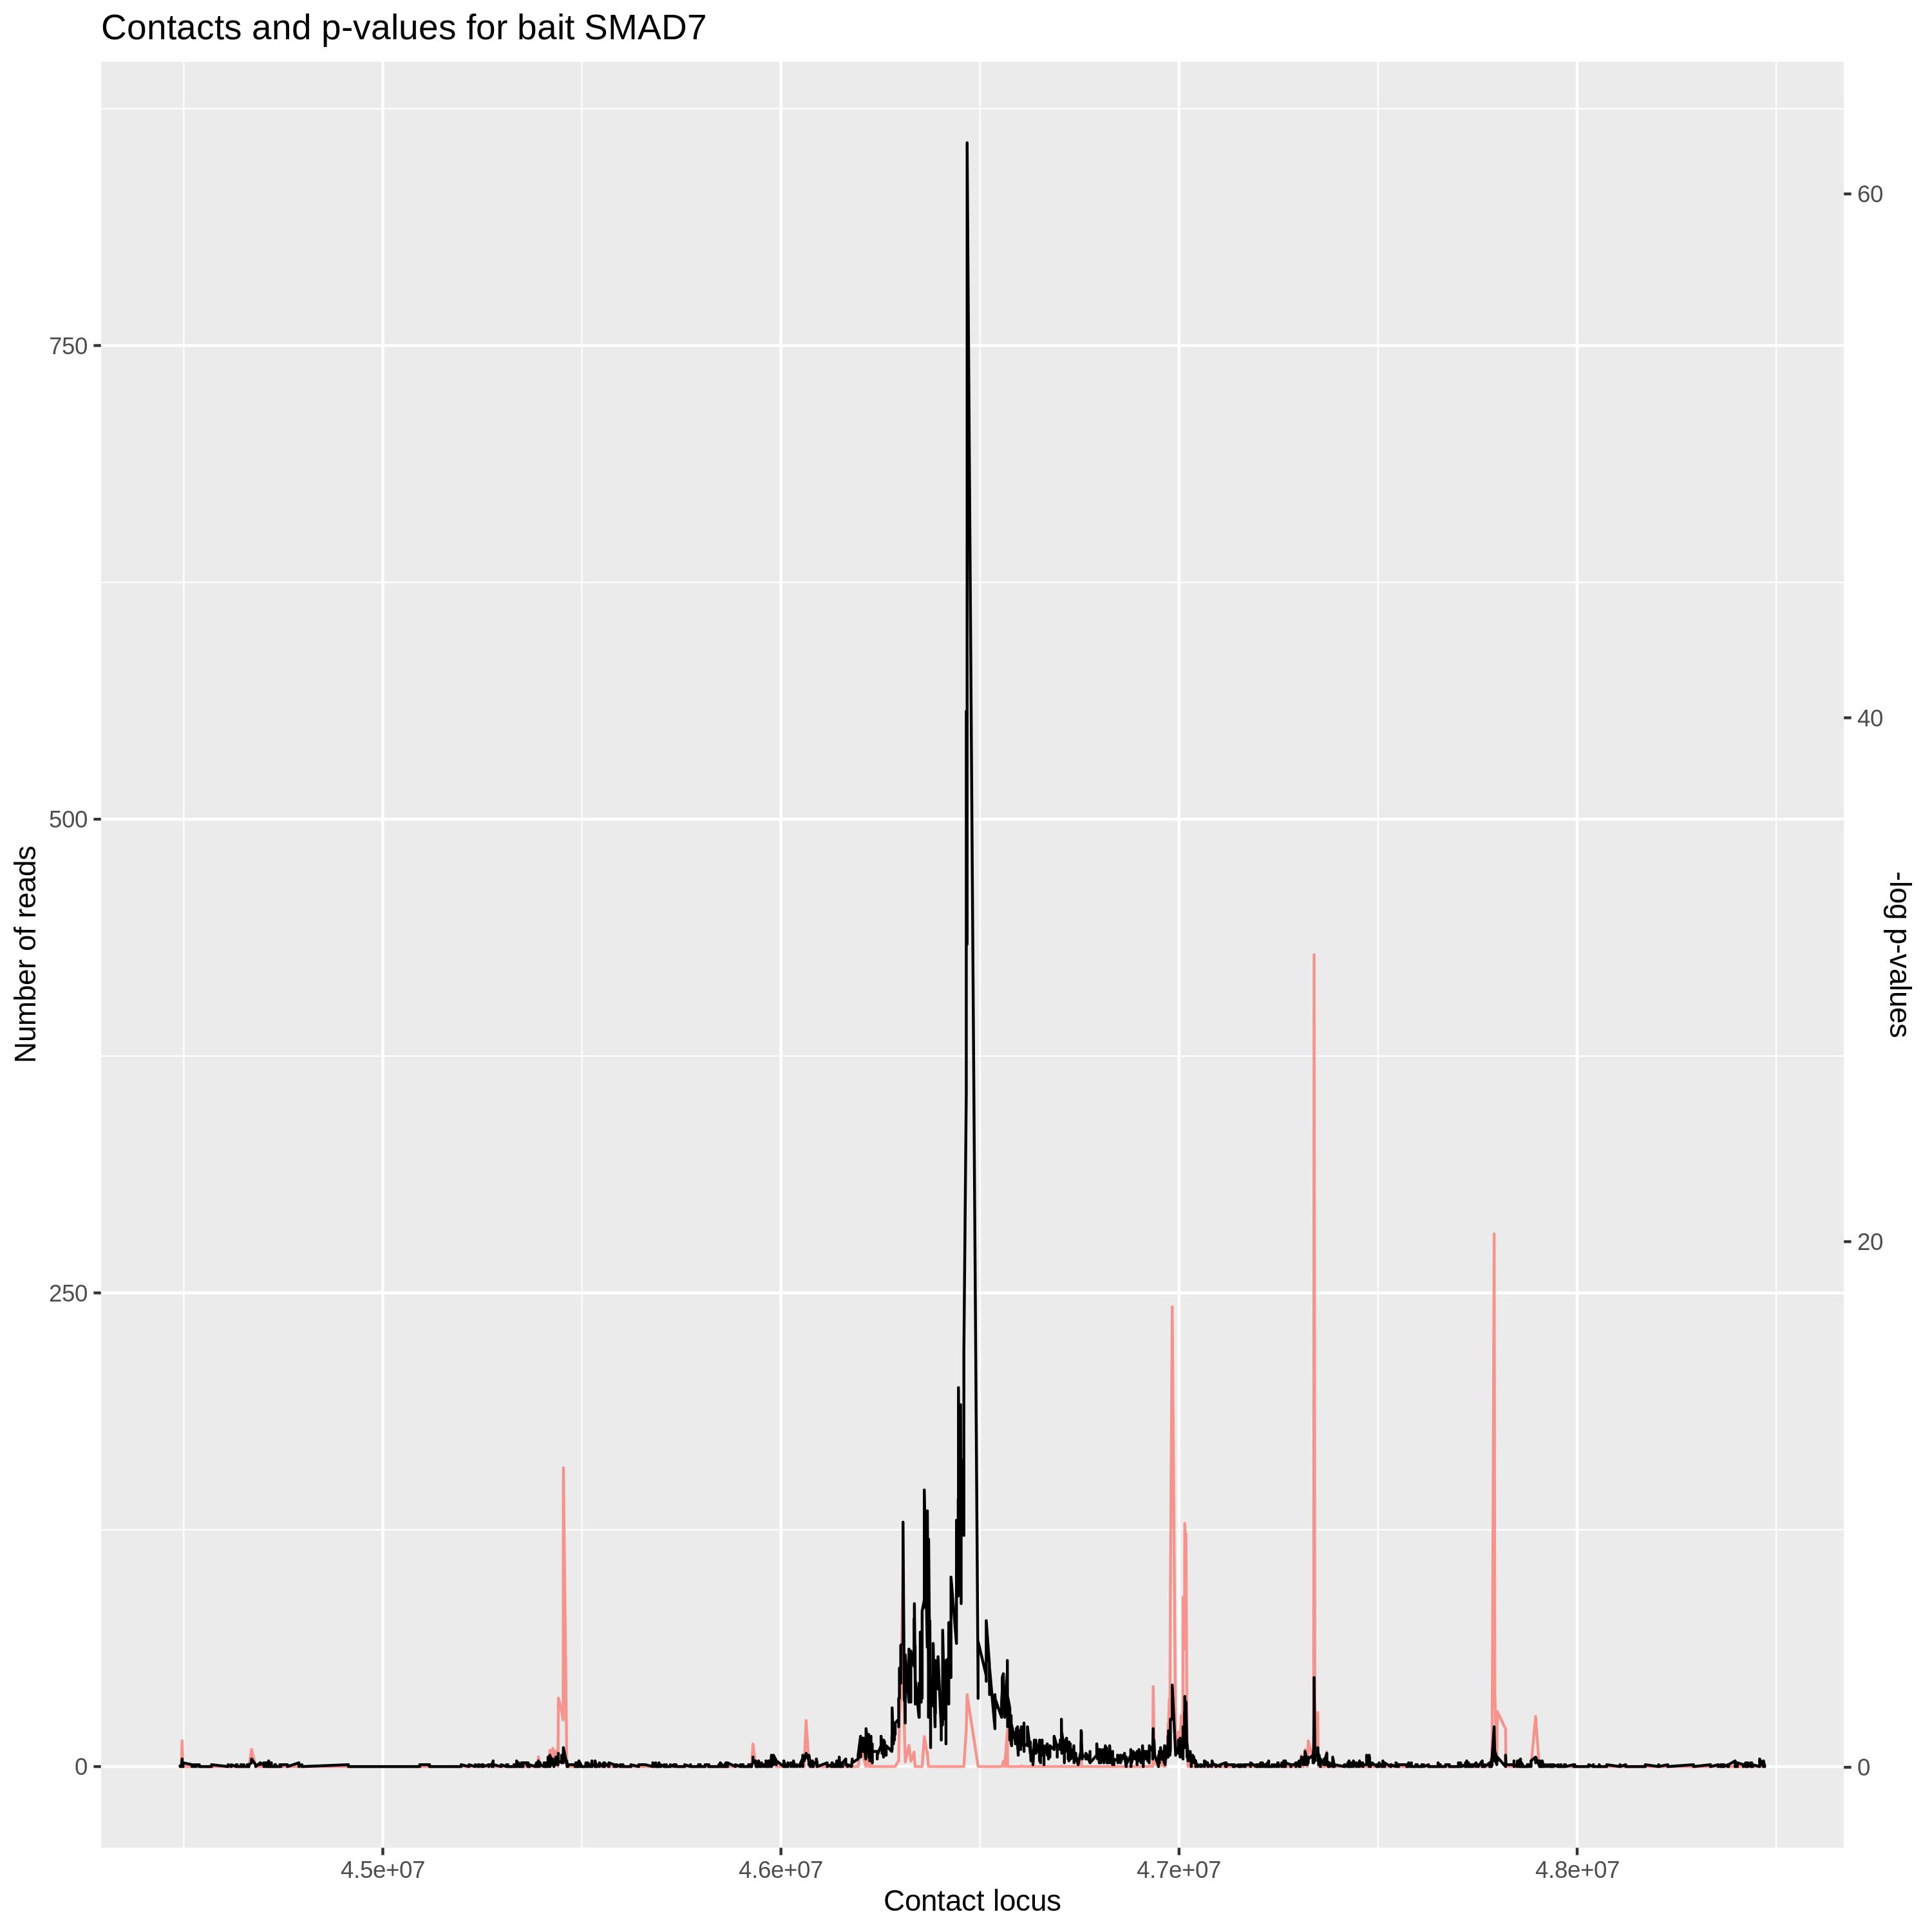 Contacts and p-values for bait SMAD7
750
500
250
0
Number of reads
60
40
20
0
-log p-values
4.5e+07 4.6e+07 4.7e+07 4.8e+07
Contact locus